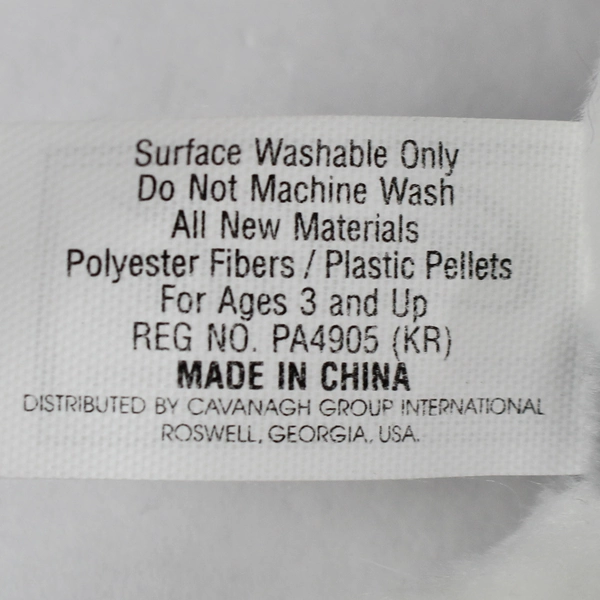 Surface Washable Only
Do Not Machine Wash
All New Materials
Polyester Fibers / Plastic Pellets
For Ages 3 and Up
REG NO. PA4905 (KR)
MADE IN CHINA
DISTRIBUTED BY CAVANAGH GROUP INTERNATIONAL
ROSWELL, GEORGIA, USA.